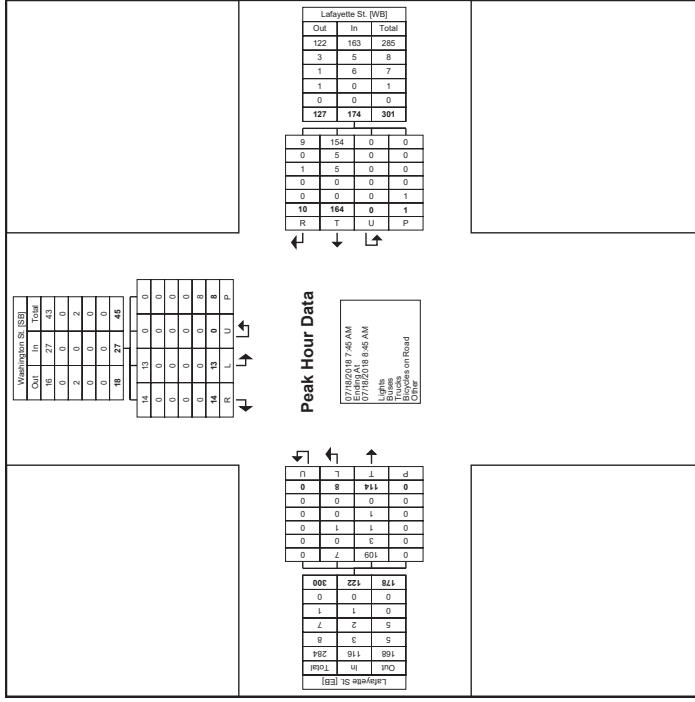 Lafayette St. [WB]
Out In Total
122 163 285
3 5 8
1 6 7
1 0 1
0 0 0
127 174 301
9 154 0 0
0 5 0 0
1 5 0 0
0 0 0 0
0 0 0 1
10 164 0 1
R T U P
Washington St. [SB]
Out In Total
16 27 43
0 0 0
2 0 2
0 0 0
0 0 0
18 27 45
14 13 0 0
0 0 0 0
0 0 0 0
0 0 0 0
0 0 0 8
14 13 0 8
R L U P
Peak Hour Data
07/18/2018 7:45 AM
Ending At
07/18/2018 8:45 AM
Lights
Buses
Trucks
Bicycles on Road
Other
Lafayette St. [EB]
Out In Total
168 116 284
5 3 8
5 2 7
0 1 1
0 0 0
178 122 300
0 109 7 0
0 3 0 0
0 1 1 0
0 1 0 0
0 0 0 0
0 114 8 0
P T L U